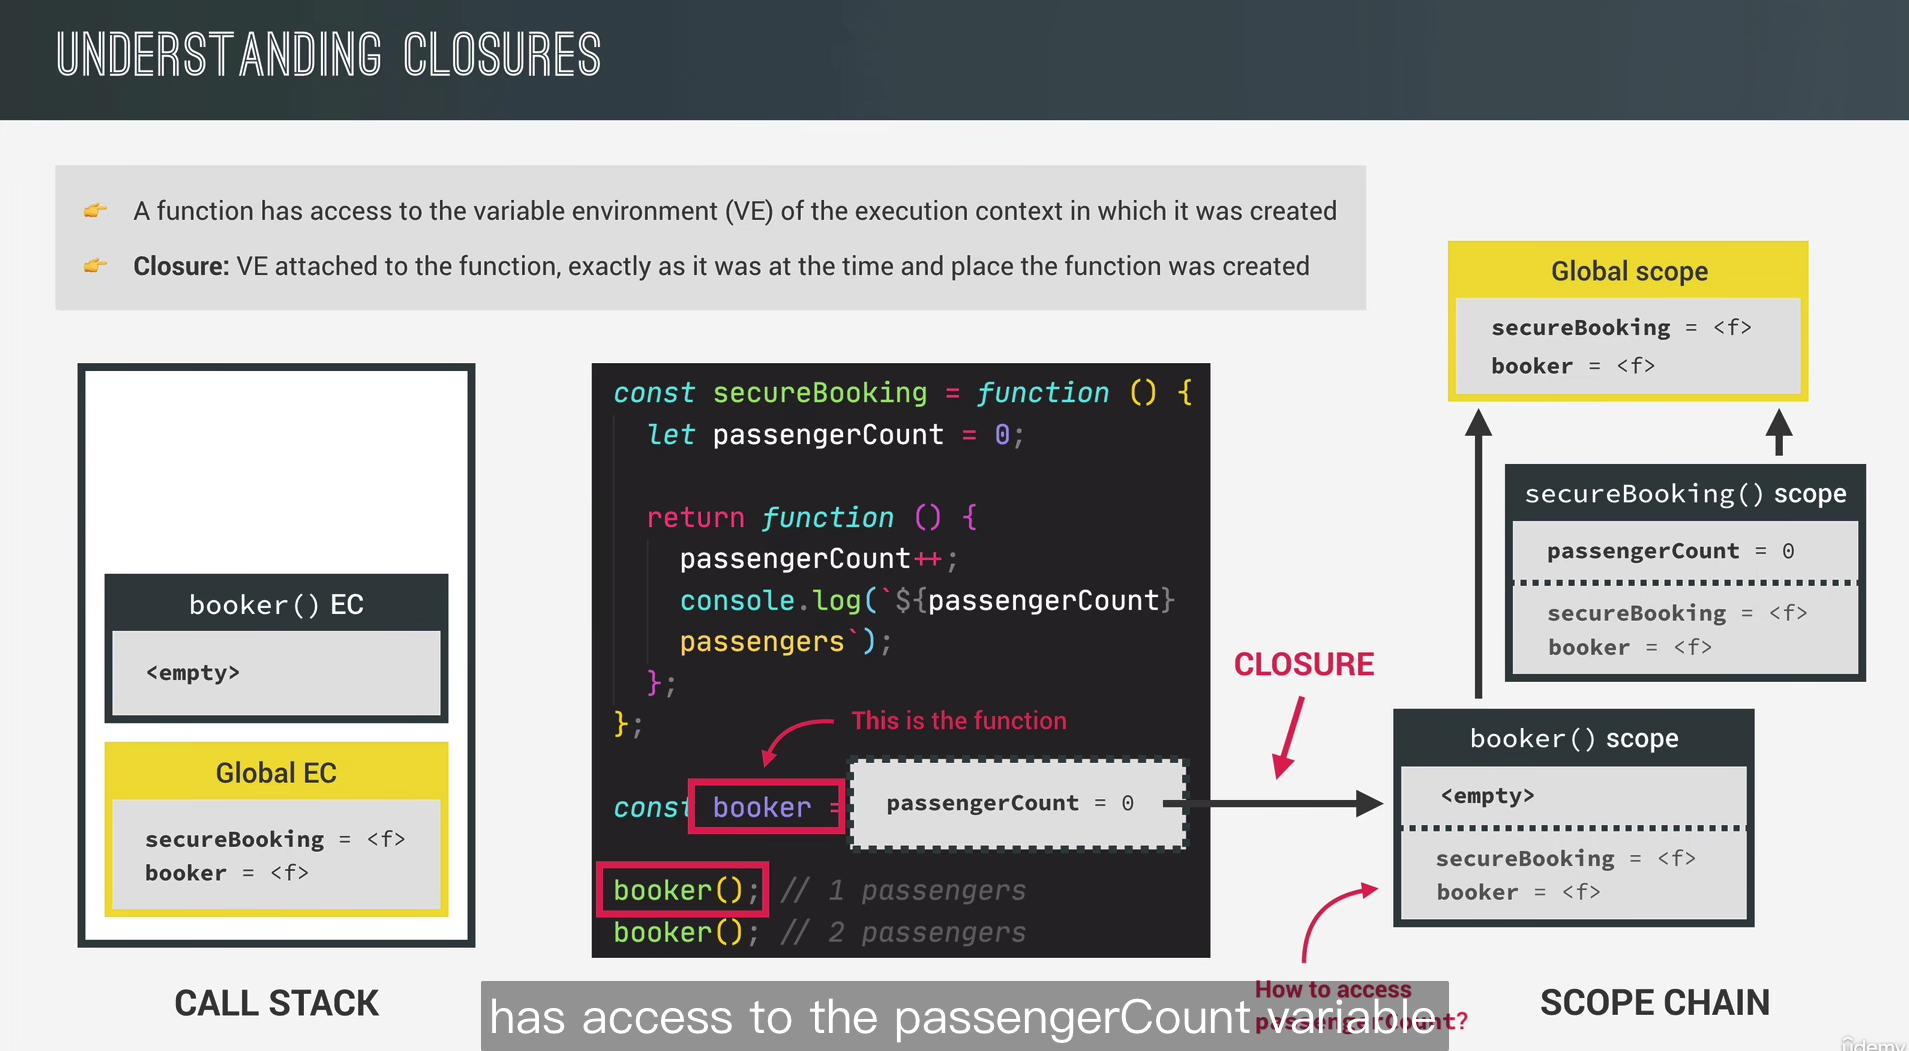 UNDERSTANDING CLOSURES
A function has access to the variable environment (VE) of the execution context in which it was created
Closure: VE attached to the function, exactly as it was at the time and place the function was created
booker() EC
<empty>
Global EC
secureBooking = <f>
booker = <f>
CALL STACK
const secureBooking = function () {
let passengerCount = 0;
return function () {
passengerCount++;
console.log(`${passengerCount}
passengers`);
};
};
This is the function
const booker =
passengerCount = 0
booker(); // 1 passengers
booker(); // 2 passengers
CLOSURE
How to access
passengerCount?
Global scope
secureBooking = <f>
booker = <f>
secureBooking() scope
passengerCount = 0
secureBooking = <f>
booker = <f>
booker() scope
<empty>
secureBooking = <f>
booker = <f>
SCOPE CHAIN
has access to the passengerCount variable
udemy